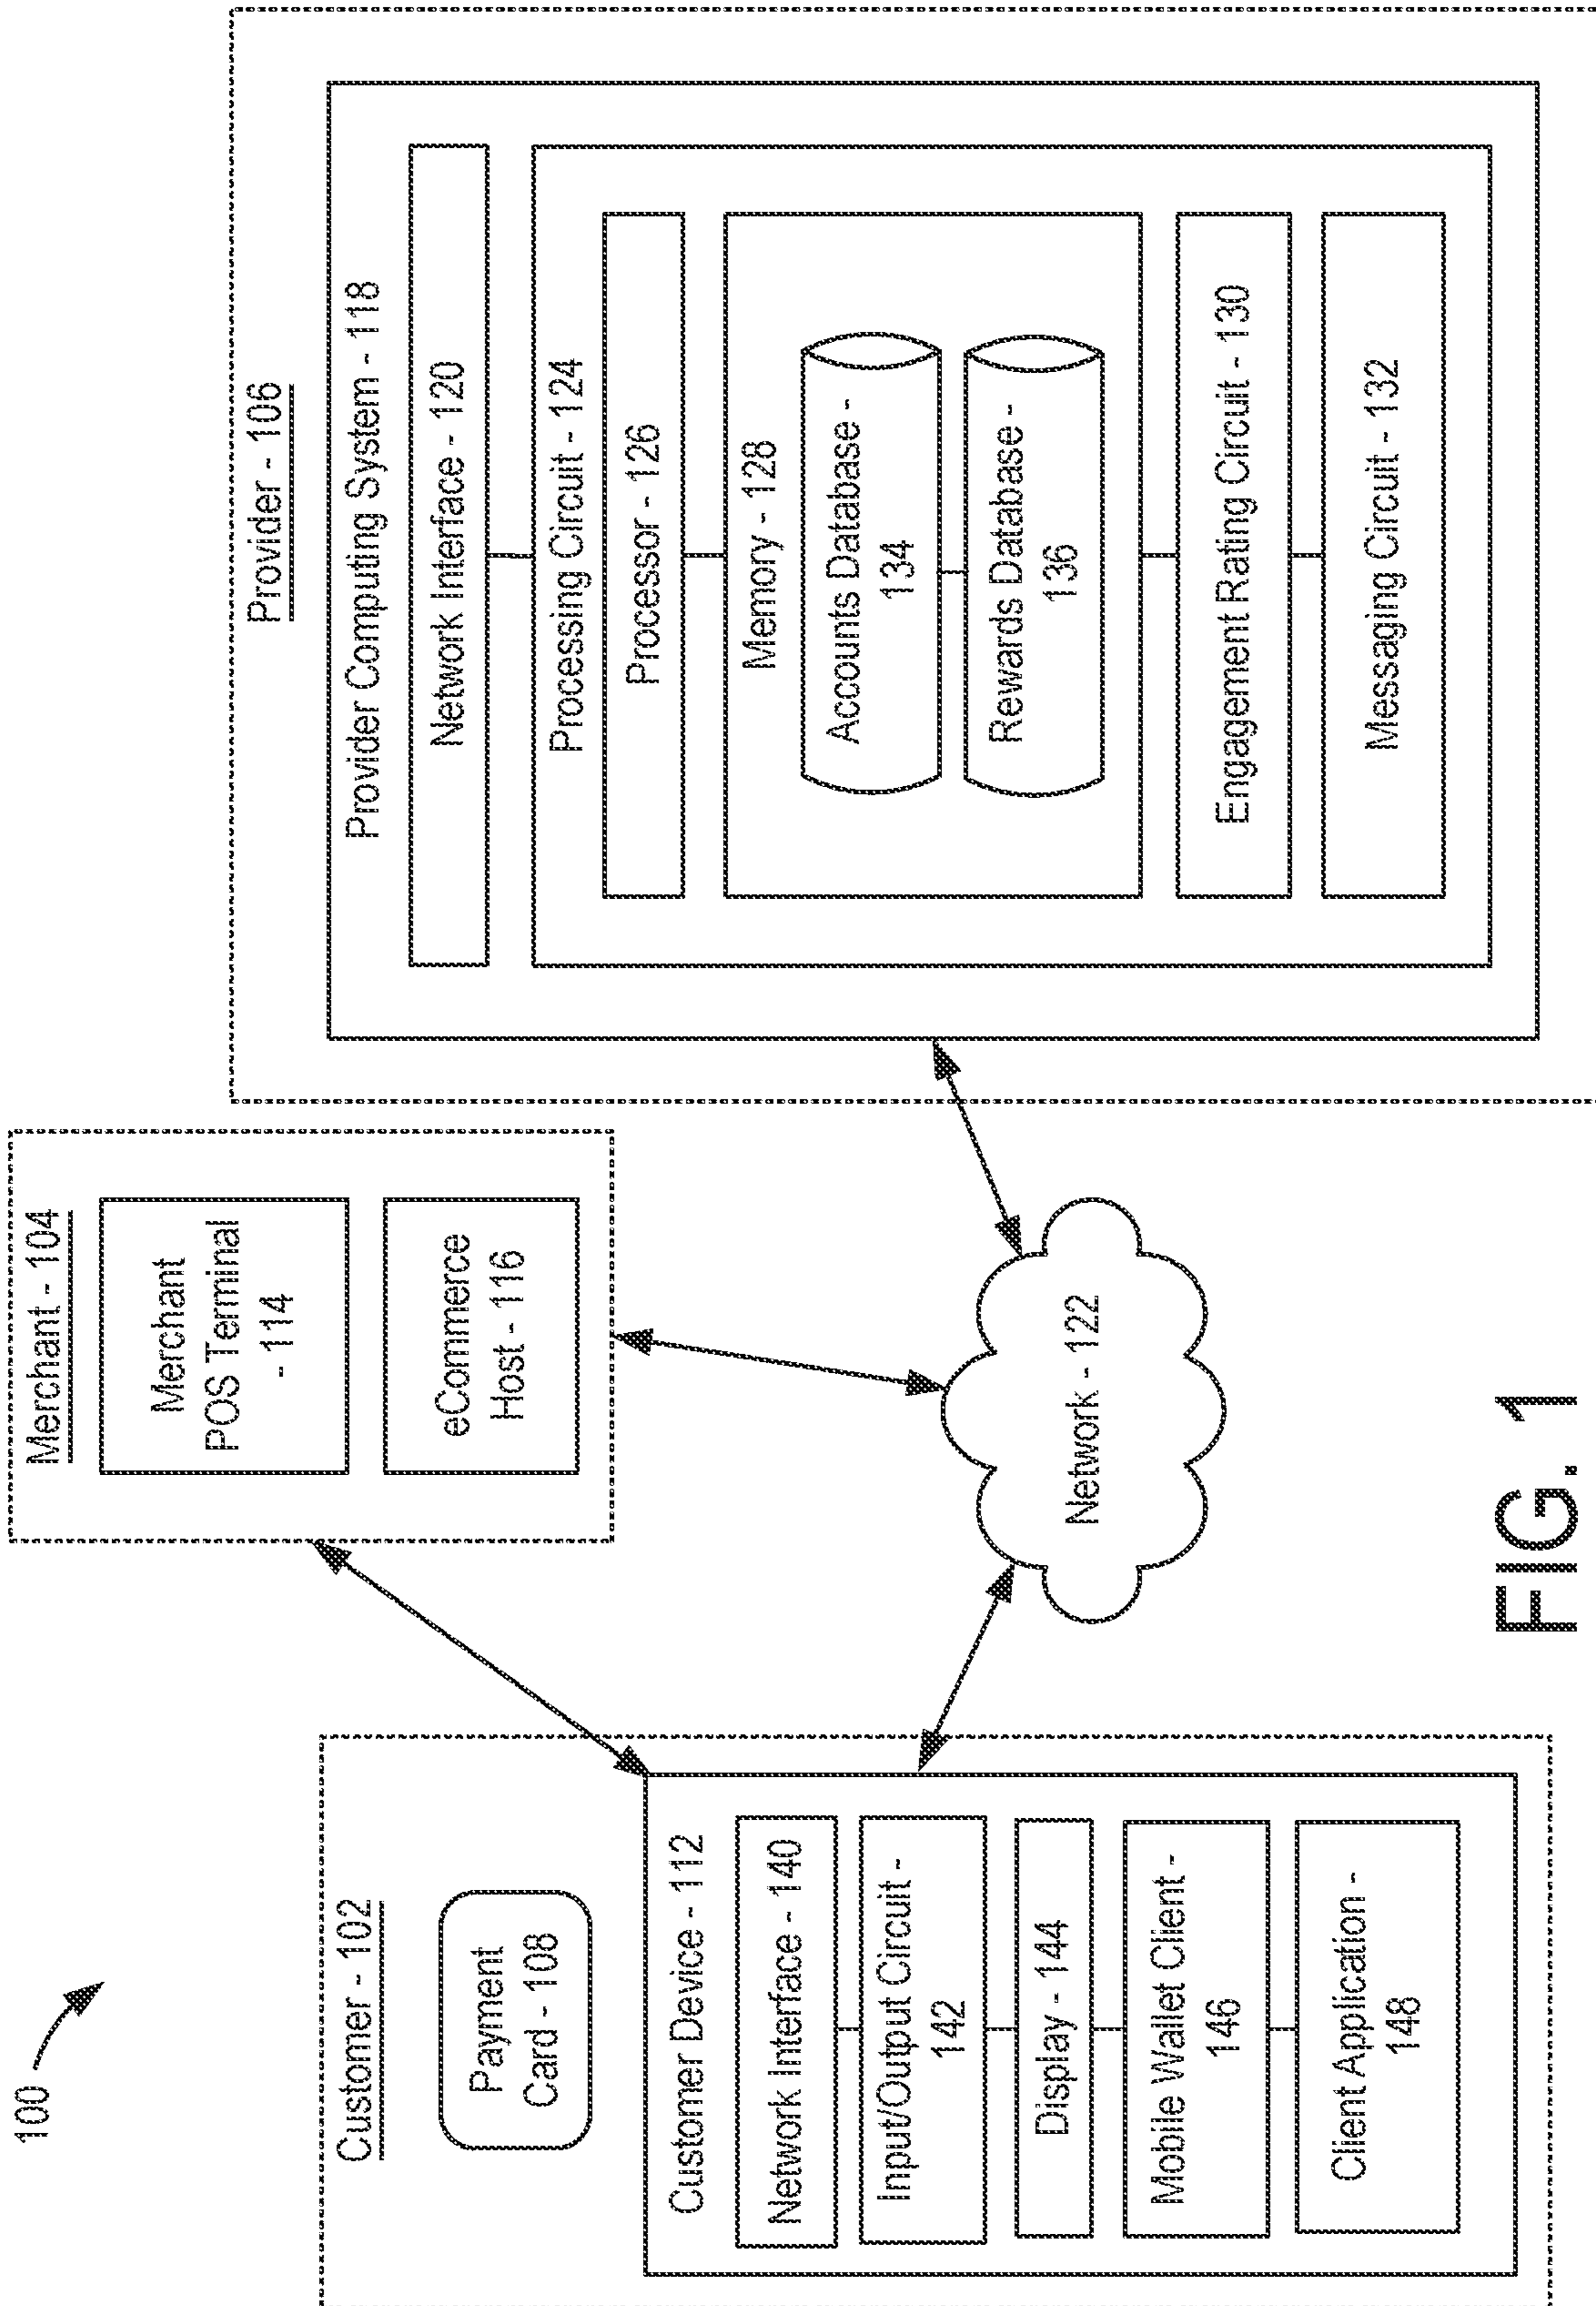 100
Customer - 102
Payment
Card - 108
Customer Device - 112
Network Interface - 140
Input/Output Circuit -
142
Display - 144
Mobile Wallet Client -
146
Client Application -
148
Merchant - 104
Merchant
POS Terminal
- 114
eCommerce
Host - 116
Network - 122
Provider - 106
Provider Computing System - 118
Network Interface - 120
Processing Circuit - 124
Processor - 126
Memory - 128
Accounts Database -
134
Rewards Database -
136
Engagement Rating Circuit - 130
Messaging Circuit - 132
FIG. 1